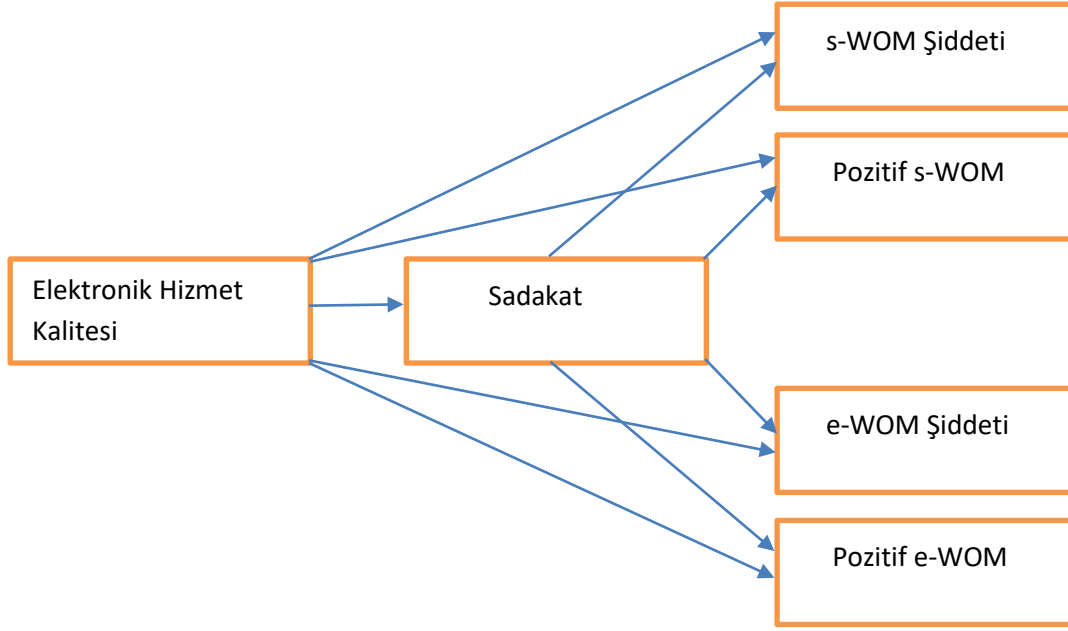 s-WOM Şiddeti
Pozitif s-WOM
Elektronik Hizmet
Kalitesi
Sadakat
e-WOM Şiddeti
Pozitif e-WOM